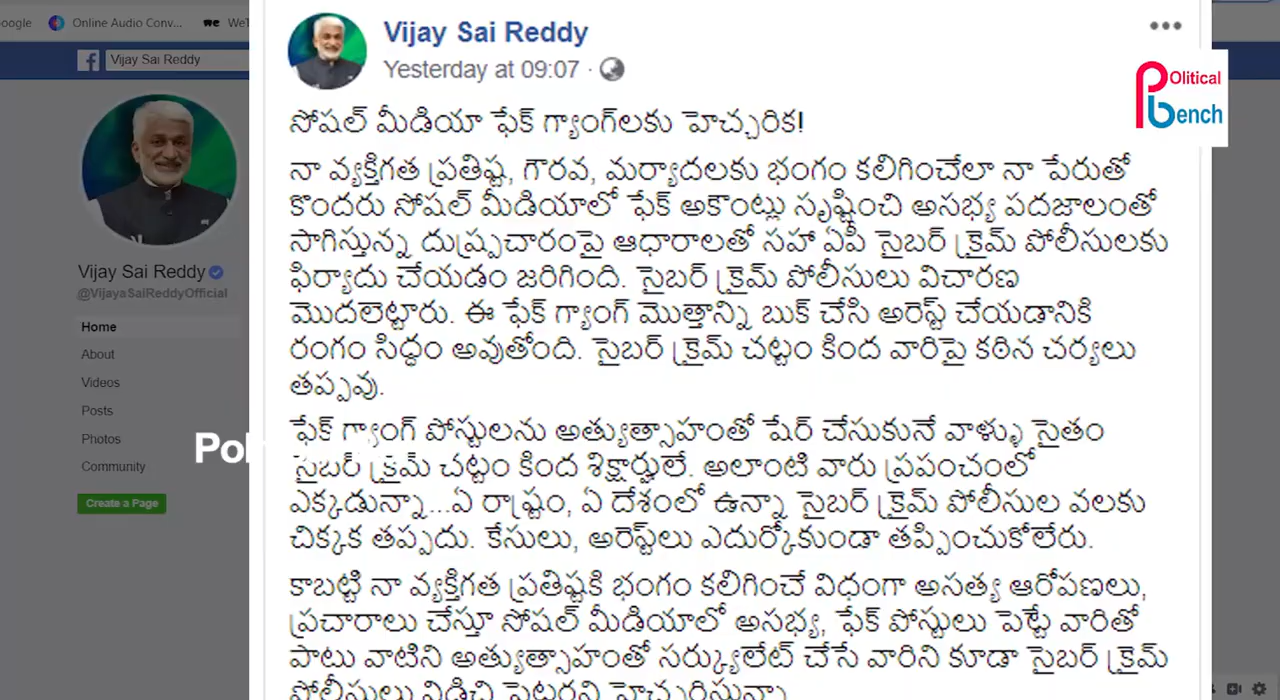 oogle
Online Audio Conv...
WeT
Vijay Sai Reddy
Vijay Sai Reddy
@VijayaSaiReddyOfficial
Home
About
Videos
Posts
Photos
Community
Create a Page
Vijay Sai Reddy
Yesterday at 09:07 ·
సోషల్ మీడియా ఫేక్ గ్యాంగ్‌లకు హెచ్చరిక!
నా వ్యక్తిగత ప్రతిష్ట, గౌరవ, మర్యాదలకు భంగం కలిగించేలా నా పేరుతో
కొందరు సోషల్ మీడియాలో ఫేక్ అకౌంట్లు సృష్టించి అసభ్య పదజాలంతో
సాగిస్తున్న దుష్ప్రచారంపై ఆధారాలతో సహా ఏపీ సైబర్ క్రైమ్ పోలీసులకు
ఫిర్యాదు చేయడం జరిగింది. సైబర్ క్రైమ్ పోలీసులు విచారణ
మొదలెట్టారు. ఈ ఫేక్ గ్యాంగ్ మొత్తాన్ని బుక్ చేసి అరెస్ట్ చేయడానికి
రంగం సిద్ధం అవుతోంది. సైబర్ క్రైమ్ చట్టం కింద వారిపై కఠిన చర్యలు
తప్పవు.
ఫేక్ గ్యాంగ్ పోస్టులను అత్యుత్సాహంతో షేర్ చేసుకునే వాళ్ళు సైతం
సైబర్ క్రైమ్ చట్టం కింద శిక్షార్హులే. అలాంటి వారు ప్రపంచంలో
ఎక్కడున్నా...ఏ రాష్ట్రం, ఏ దేశంలో ఉన్నా సైబర్ క్రైమ్ పోలీసుల వలకు
చిక్కక తప్పదు. కేసులు, అరెస్ట్‌లు ఎదుర్కోకుండా తప్పించుకోలేరు.
కాబట్టి నా వ్యక్తిగత ప్రతిష్టకి భంగం కలిగించే విధంగా అసత్య ఆరోపణలు,
ప్రచారాలు చేస్తూ సోషల్ మీడియాలో అసభ్య, ఫేక్ పోస్టులు పెట్టే వారితో
పాటు వాటిని అత్యుత్సాహంతో సర్క్యులేట్ చేసే వారిని కూడా సైబర్ క్రైమ్
పోలీసులు విడిచి పెట్టరని హెచ్చరిస్తున్నా
Political
bench
Pol